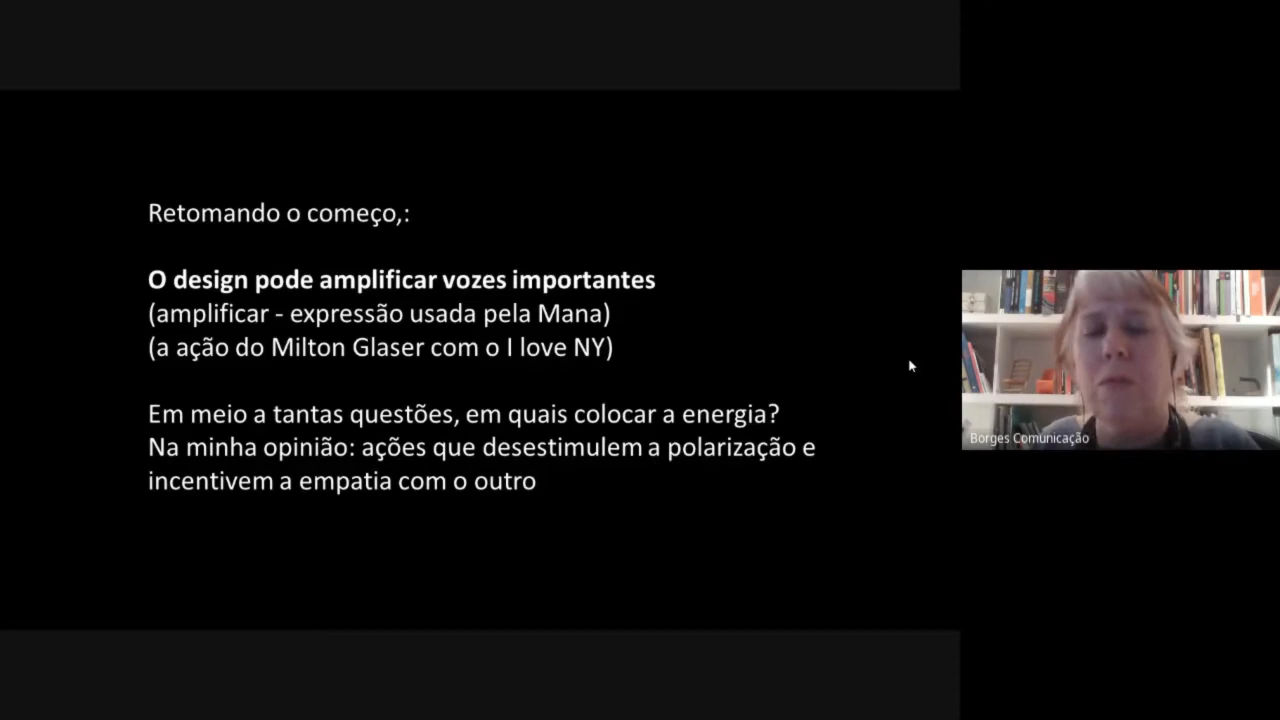 Retomando o começo,:
O design pode amplificar vozes importantes
(amplificar - expressão usada pela Mana)
(a ação do Milton Glaser com o I love NY)
Em meio a tantas questões, em quais colocar a energia?
Na minha opinião: ações que desestimulem a polarização e
incentivem a empatia com o outro
Borges Comunicação